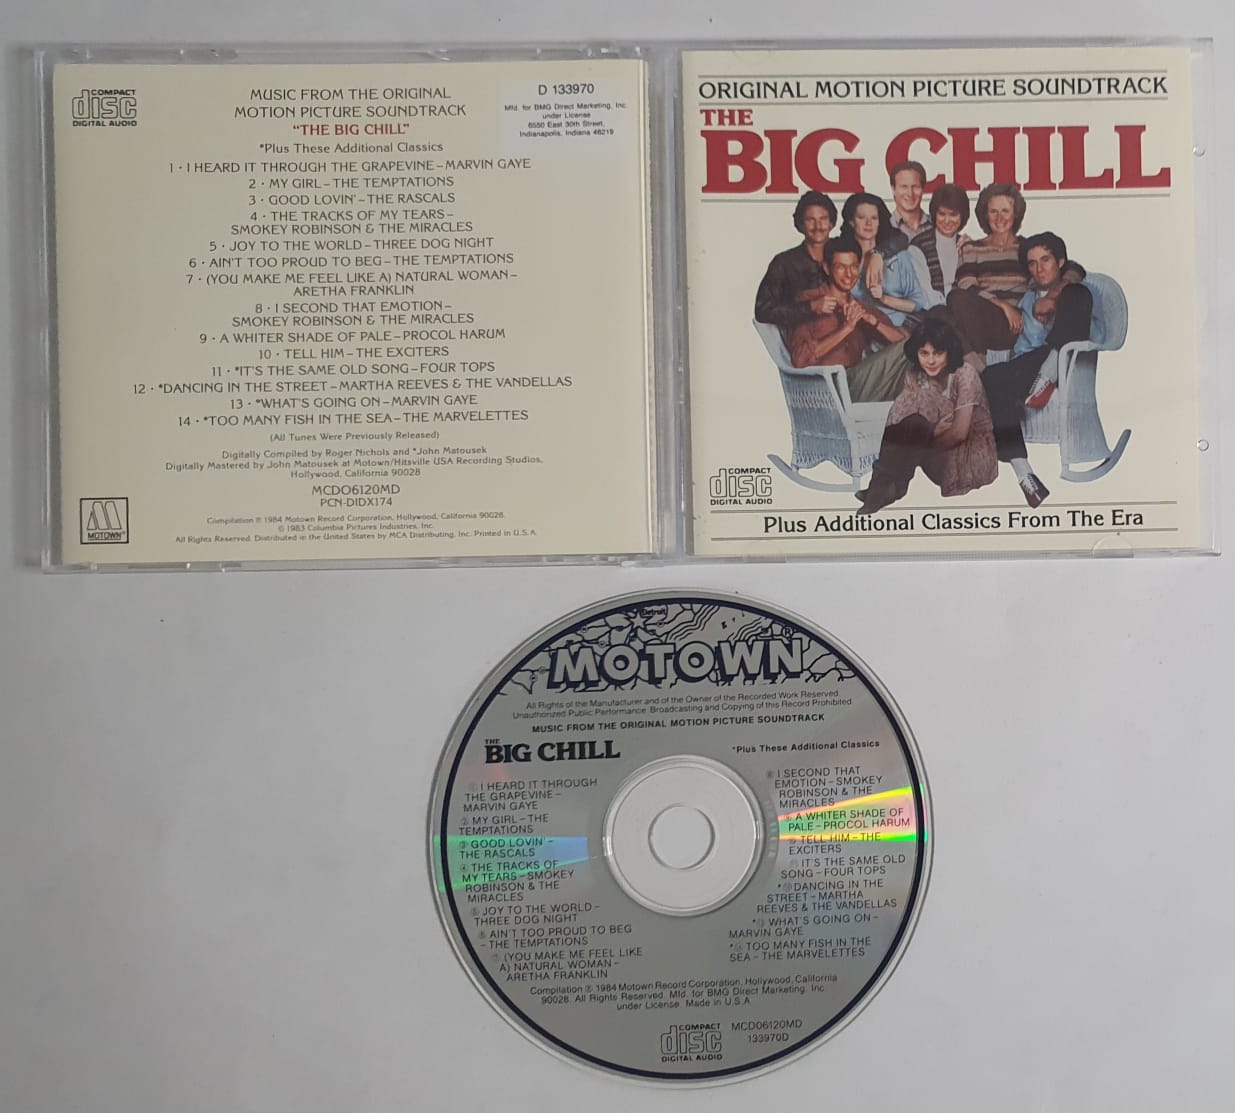 COMPACT
disc
DIGITAL AUDIO
MUSIC FROM THE ORIGINAL
MOTION PICTURE SOUNDTRACK
"THE BIG CHILL"
*Plus These Additional Classics
D 133970
Mfd. for BMG Direct Marketing, Inc.
under License
6550 East 30th Street,
Indianapolis, Indiana 46219
1 · I HEARD IT THROUGH THE GRAPEVINE – MARVIN GAYE
2 · MY GIRL – THE TEMPTATIONS
3 · GOOD LOVIN' – THE RASCALS
4 · THE TRACKS OF MY TEARS –
SMOKEY ROBINSON & THE MIRACLES
5 · JOY TO THE WORLD – THREE DOG NIGHT
6 · AIN'T TOO PROUD TO BEG – THE TEMPTATIONS
7 · (YOU MAKE ME FEEL LIKE A) NATURAL WOMAN –
ARETHA FRANKLIN
8 · I SECOND THAT EMOTION –
SMOKEY ROBINSON & THE MIRACLES
9 · A WHITER SHADE OF PALE – PROCOL HARUM
10 · TELL HIM – THE EXCITERS
11 · *IT'S THE SAME OLD SONG – FOUR TOPS
12 · *DANCING IN THE STREET – MARTHA REEVES & THE VANDELLAS
13 · *WHAT'S GOING ON – MARVIN GAYE
14 · *TOO MANY FISH IN THE SEA – THE MARVELETTES
(All Tunes Were Previously Released)
Digitally Compiled by Roger Nichols and *John Matousek
Digitally Mastered by John Matousek at Motown/Hitsville USA Recording Studios,
Hollywood, California 90028
MCDO6120MD
PCN-DIDX174
Compilation ℗ 1984 Motown Record Corporation, Hollywood, California 90028.
© 1983 Columbia Pictures Industries, Inc.
All Rights Reserved. Distributed in the United States by MCA Distributing, Inc. Printed in U.S.A.
M
MOTOWN®
ORIGINAL MOTION PICTURE SOUNDTRACK
THE
BIG CHILL
COMPACT
disc
DIGITAL AUDIO
Plus Additional Classics From The Era
Detroit
MOTOWN®
All Rights of the Manufacturer and of the Owner of the Recorded Work Reserved.
Unauthorized Public Performance, Broadcasting and Copying of this Record Prohibited
MUSIC FROM THE ORIGINAL MOTION PICTURE SOUNDTRACK
THE
BIG CHILL
*Plus These Additional Classics
① I HEARD IT THROUGH
THE GRAPEVINE –
MARVIN GAYE
② MY GIRL – THE
TEMPTATIONS
③ GOOD LOVIN' –
THE RASCALS
④ THE TRACKS OF
MY TEARS – SMOKEY
ROBINSON & THE
MIRACLES
⑤ JOY TO THE WORLD –
THREE DOG NIGHT
⑥ AIN'T TOO PROUD TO BEG
– THE TEMPTATIONS
⑦ (YOU MAKE ME FEEL LIKE
A) NATURAL WOMAN –
ARETHA FRANKLIN
⑧ I SECOND THAT
EMOTION – SMOKEY
ROBINSON & THE
MIRACLES
⑨ A WHITER SHADE OF
PALE – PROCOL HARUM
⑩ TELL HIM – THE
EXCITERS
⑪ IT'S THE SAME OLD
SONG – FOUR TOPS
*⑫ DANCING IN THE
STREET – MARTHA
REEVES & THE VANDELLAS
*⑬ WHAT'S GOING ON –
MARVIN GAYE
*⑭ TOO MANY FISH IN THE
SEA – THE MARVELETTES
Compilation ℗ 1984 Motown Record Corporation, Hollywood, California
90028. All Rights Reserved. Mfd. for BMG Direct Marketing, Inc.
under License. Made in U.S.A.
COMPACT
disc
DIGITAL AUDIO
MCDO6120MD
133970D